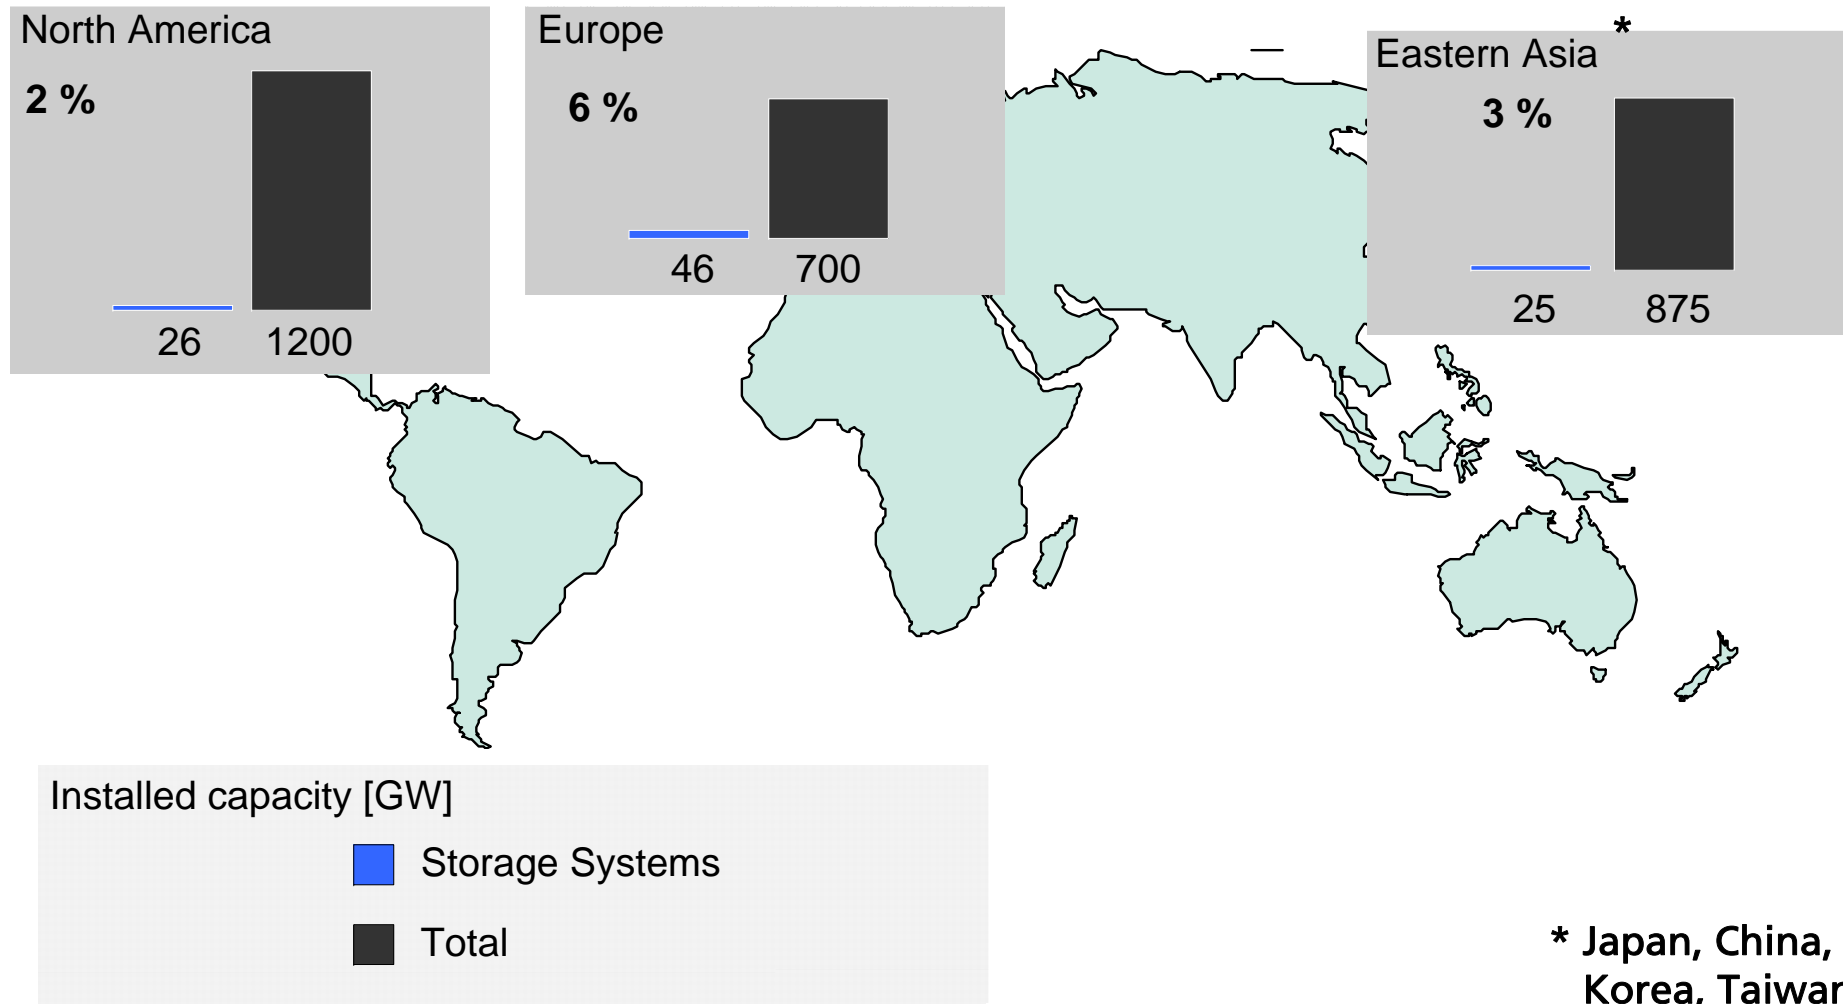 North America
2 %
26 1200
Europe
6 %
46 700
Eastern Asia *
3 %
25 875
Installed capacity [GW]
Storage Systems
Total
* Japan, China,
Korea, Taiwan